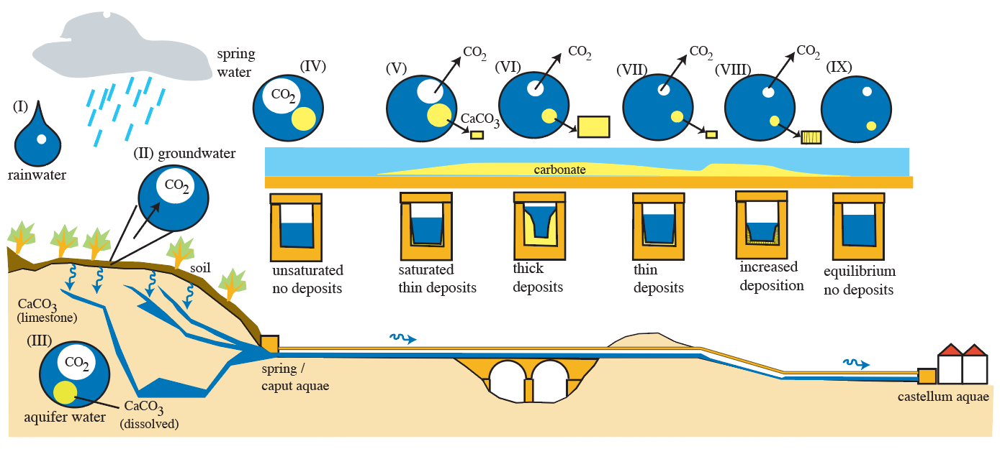 spring
water
(I)
rainwater
(II) groundwater
CO2
soil
CaCO3
(limestone)
(III)
CO2
aquifer water
CaCO3
(dissolved)
(IV)
CO2
(V)
CO2
CaCO3
(VI)
CO2
(VII)
CO2
(VIII)
CO2
(IX)
carbonate
unsaturated
no deposits
saturated
thin deposits
thick
deposits
thin
deposits
increased
deposition
equilibrium
no deposits
spring /
caput aquae
castellum aquae